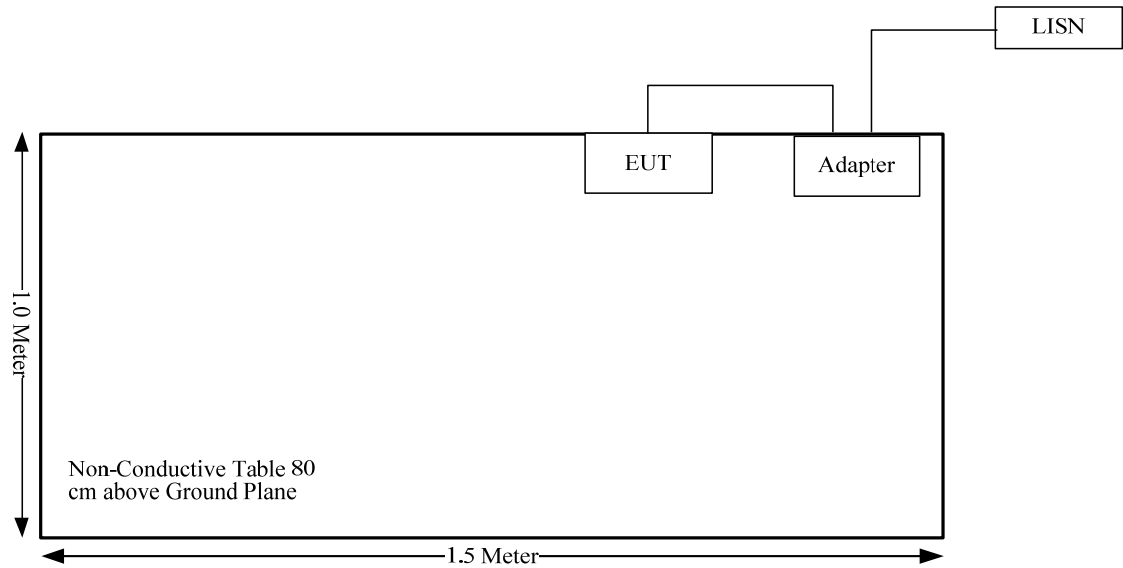 LISN
EUT
Adapter
1.0 Meter
Non-Conductive Table 80
cm above Ground Plane
1.5 Meter